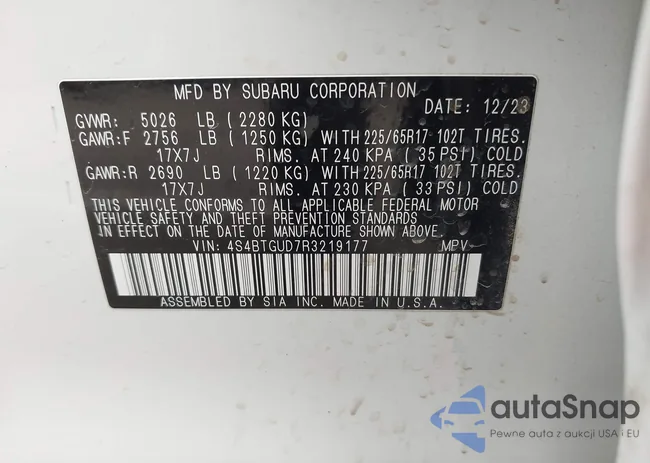 MFD BY SUBARU CORPORATION
DATE: 12/23
GVWR: 5026 LB (2280 KG)
GAWR:F 2756 LB (1250 KG) WITH 225/65R17 102T TIRES.
17X7J RIMS. AT 240 KPA (35 PSI) COLD
GAWR:R 2690 LB (1220 KG) WITH 225/65R17 102T TIRES.
17X7J RIMS. AT 230 KPA (33 PSI) COLD
THIS VEHICLE CONFORMS TO ALL APPLICABLE FEDERAL MOTOR
VEHICLE SAFETY AND THEFT PREVENTION STANDARDS
IN EFFECT ON THE DATE OF MANUFACTURE SHOWN ABOVE.
VIN: 4S4BTGUD7R3219177 MPV
ASSEMBLED BY SIA INC. MADE IN U.S.A.
autaSnap
Pewne auta z aukcji USA i EU